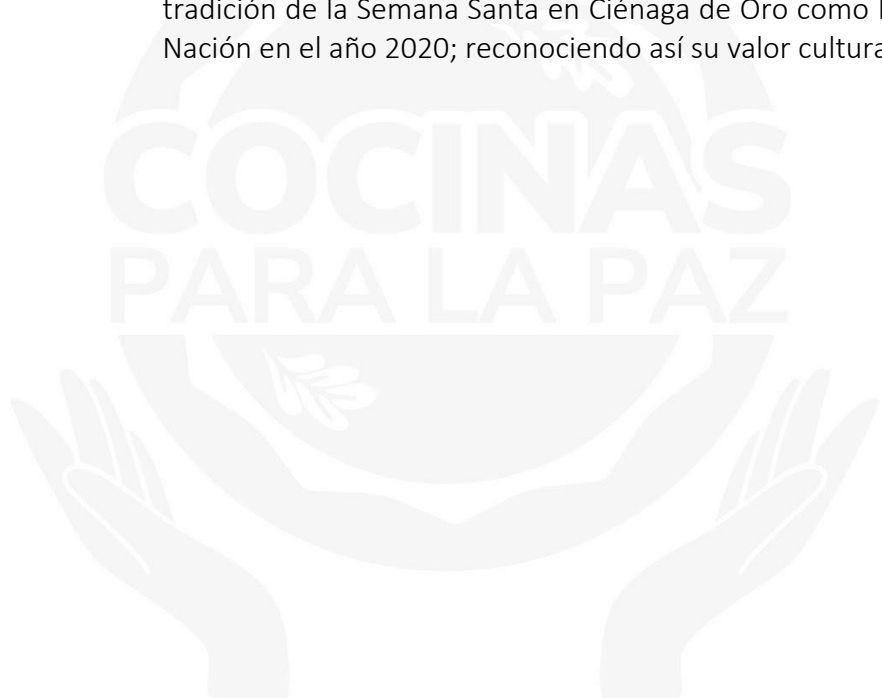 tradición de la Semana Santa en Ciénaga de Oro como
Nación en el año 2020; reconociendo así su valor cultura
COCINAS
PARA LA PAZ